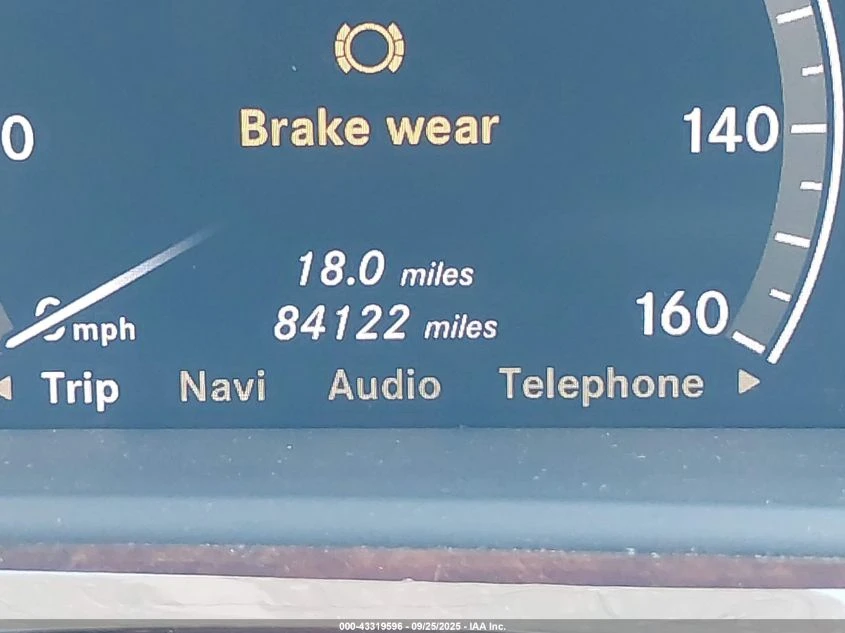 Brake wear
0
140
18.0 miles
84122 miles
160
0 mph
Trip Navi Audio Telephone
000-43319596 - 09/25/2025 - IAA Inc.